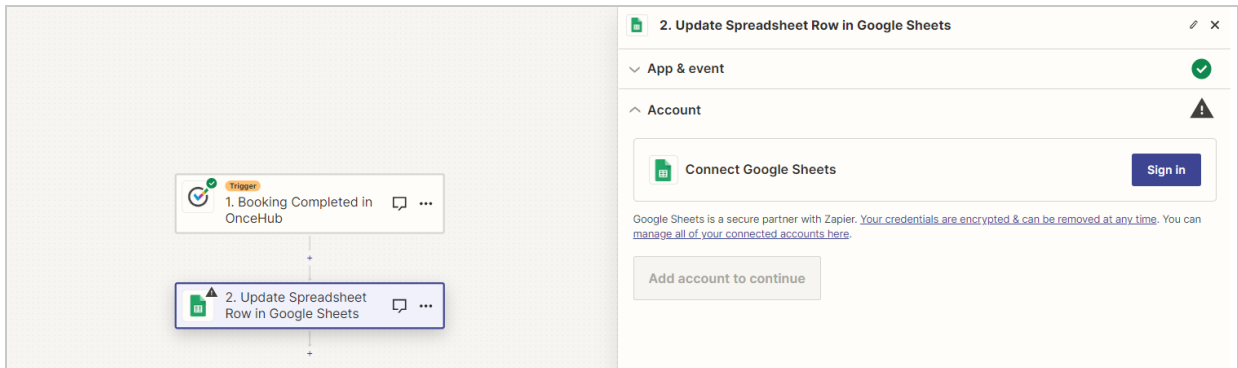 Trigger
1. Booking Completed in
OnceHub
+
2. Update Spreadsheet
Row in Google Sheets
+
2. Update Spreadsheet Row in Google Sheets
App & event
Account
Connect Google Sheets
Sign in
Google Sheets is a secure partner with Zapier. Your credentials are encrypted & can be removed at any time. You can
manage all of your connected accounts here.
Add account to continue